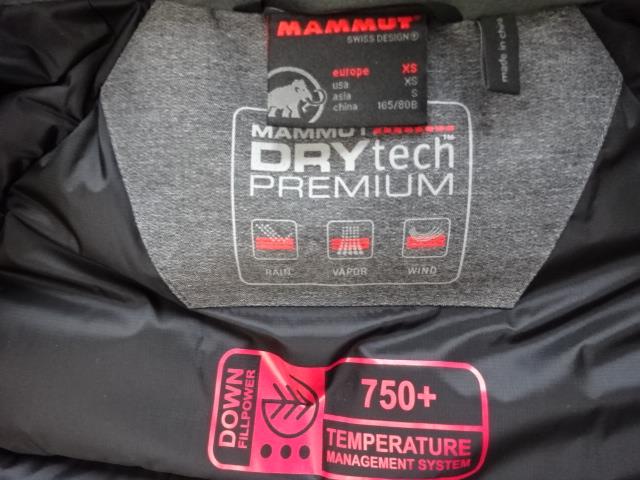 MAMMUT
SWISS DESIGN®
europe XS
usa XS
asia S
china 165/80B
made in china
MAMMUT
DRYtech™
PREMIUM
RAIN VAPOR WIND
DOWN
FILLPOWER
750+
TEMPERATURE
MANAGEMENT SYSTEM